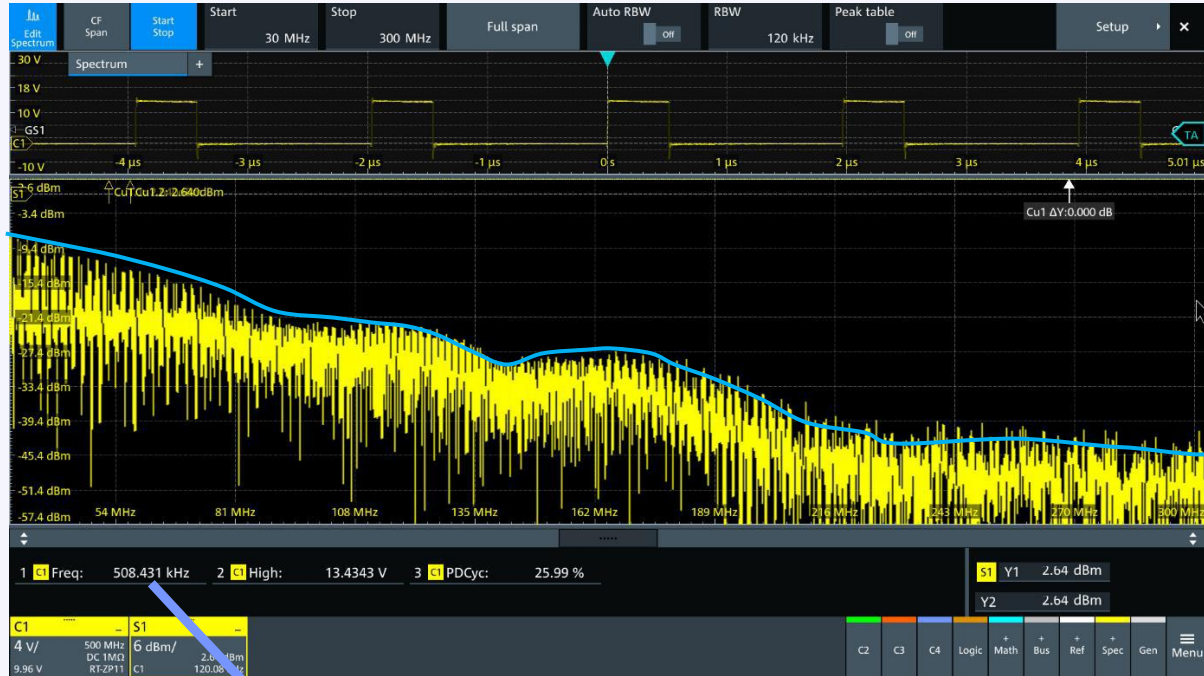 Edit Spectrum
CF Span
Start Stop
Start 30 MHz
Stop 300 MHz
Full span
Auto RBW Off
RBW 120 kHz
Peak table Off
Setup
×
30 V
Spectrum +
18 V
10 V
GS1
C1
TA
-10 V
-4 µs -3 µs -2 µs -1 µs 0 s 1 µs 2 µs 3 µs 4 µs 5.01 µs
S1
2.6 dBm
Cu1.2: 2.640dBm
-3.4 dBm
Cu1 ΔY:0.000 dB
-9.4 dBm
-15.4 dBm
-21.4 dBm
-27.4 dBm
-33.4 dBm
-39.4 dBm
-45.4 dBm
-51.4 dBm
-57.4 dBm
54 MHz 81 MHz 108 MHz 135 MHz 162 MHz 189 MHz 216 MHz 243 MHz 270 MHz 300 MHz
1 C1 Freq: 508.431 kHz 2 C1 High: 13.4343 V 3 C1 PDCyc: 25.99 %
S1 Y1 2.64 dBm
Y2 2.64 dBm
C1 S1
4 V/ 500 MHz 6 dBm/
DC 1MΩ
9.96 V RT-ZP11 C1
C2 C3 C4 Logic + Math + Bus + Ref + Spec Gen Menu